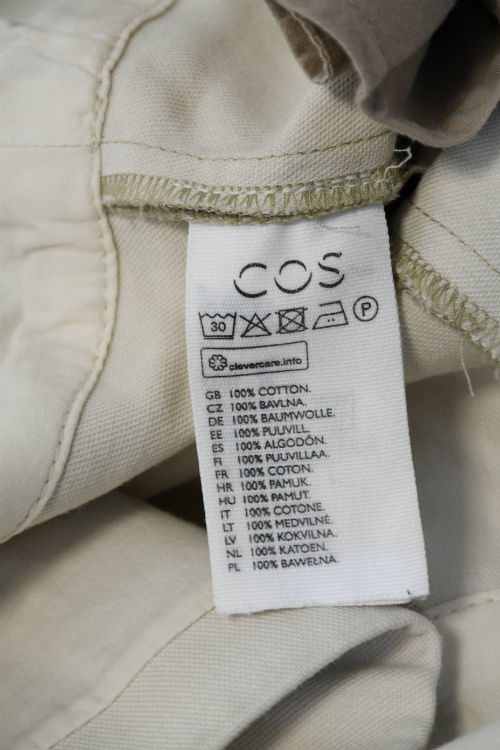 COS
30
P
clevercare.info
GB 100% COTTON.
CZ 100% BAVLNA.
DE 100% BAUMWOLLE.
EE 100% PUUVILL.
ES 100% ALGODÓN.
FI 100% PUUVILLAA.
FR 100% COTON.
HR 100% PAMUK.
HU 100% PAMUT.
IT 100% COTONE.
LT 100% MEDVILNĖ.
LV 100% KOKVILNA.
NL 100% KATOEN.
PL 100% BAWEŁNA.